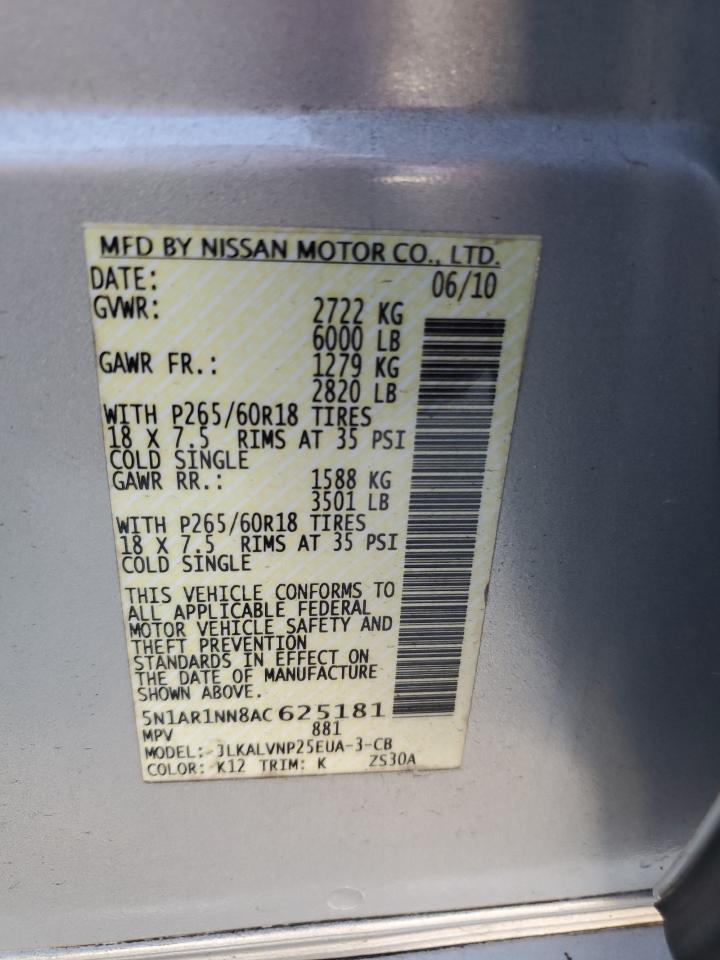 MFD BY NISSAN MOTOR CO., LTD.
DATE: 06/10
GVWR: 2722 KG
6000 LB
GAWR FR.: 1279 KG
2820 LB
WITH P265/60R18 TIRES
18 X 7.5 RIMS AT 35 PSI
COLD SINGLE
GAWR RR.: 1588 KG
3501 LB
WITH P265/60R18 TIRES
18 X 7.5 RIMS AT 35 PSI
COLD SINGLE
THIS VEHICLE CONFORMS TO
ALL APPLICABLE FEDERAL
MOTOR VEHICLE SAFETY AND
THEFT PREVENTION
STANDARDS IN EFFECT ON
THE DATE OF MANUFACTURE
SHOWN ABOVE.
5N1AR1NN8AC625181
MPV 881
MODEL:-JLKALVNP25EUA-3-CB
COLOR: K12 TRIM: K ZS30A